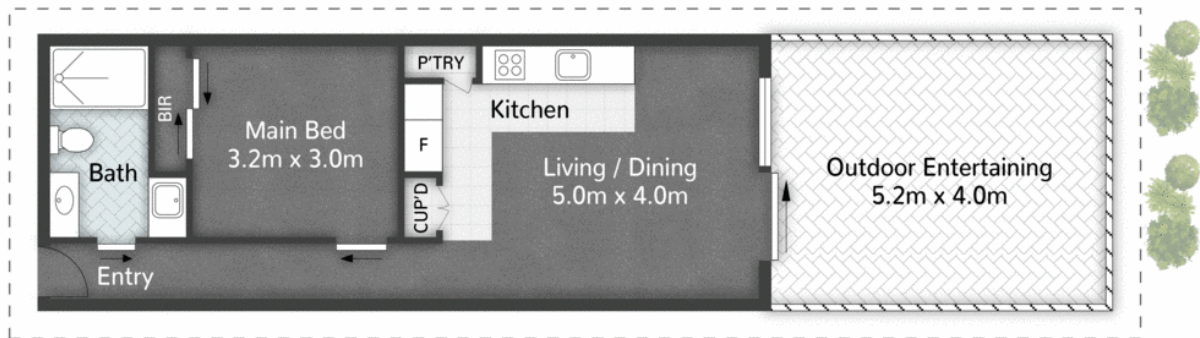 P'TRY
BIR
Kitchen
Main Bed
3.2m x 3.0m
F
Bath
Living / Dining
5.0m x 4.0m
Outdoor Entertaining
5.2m x 4.0m
CUP'D
Entry